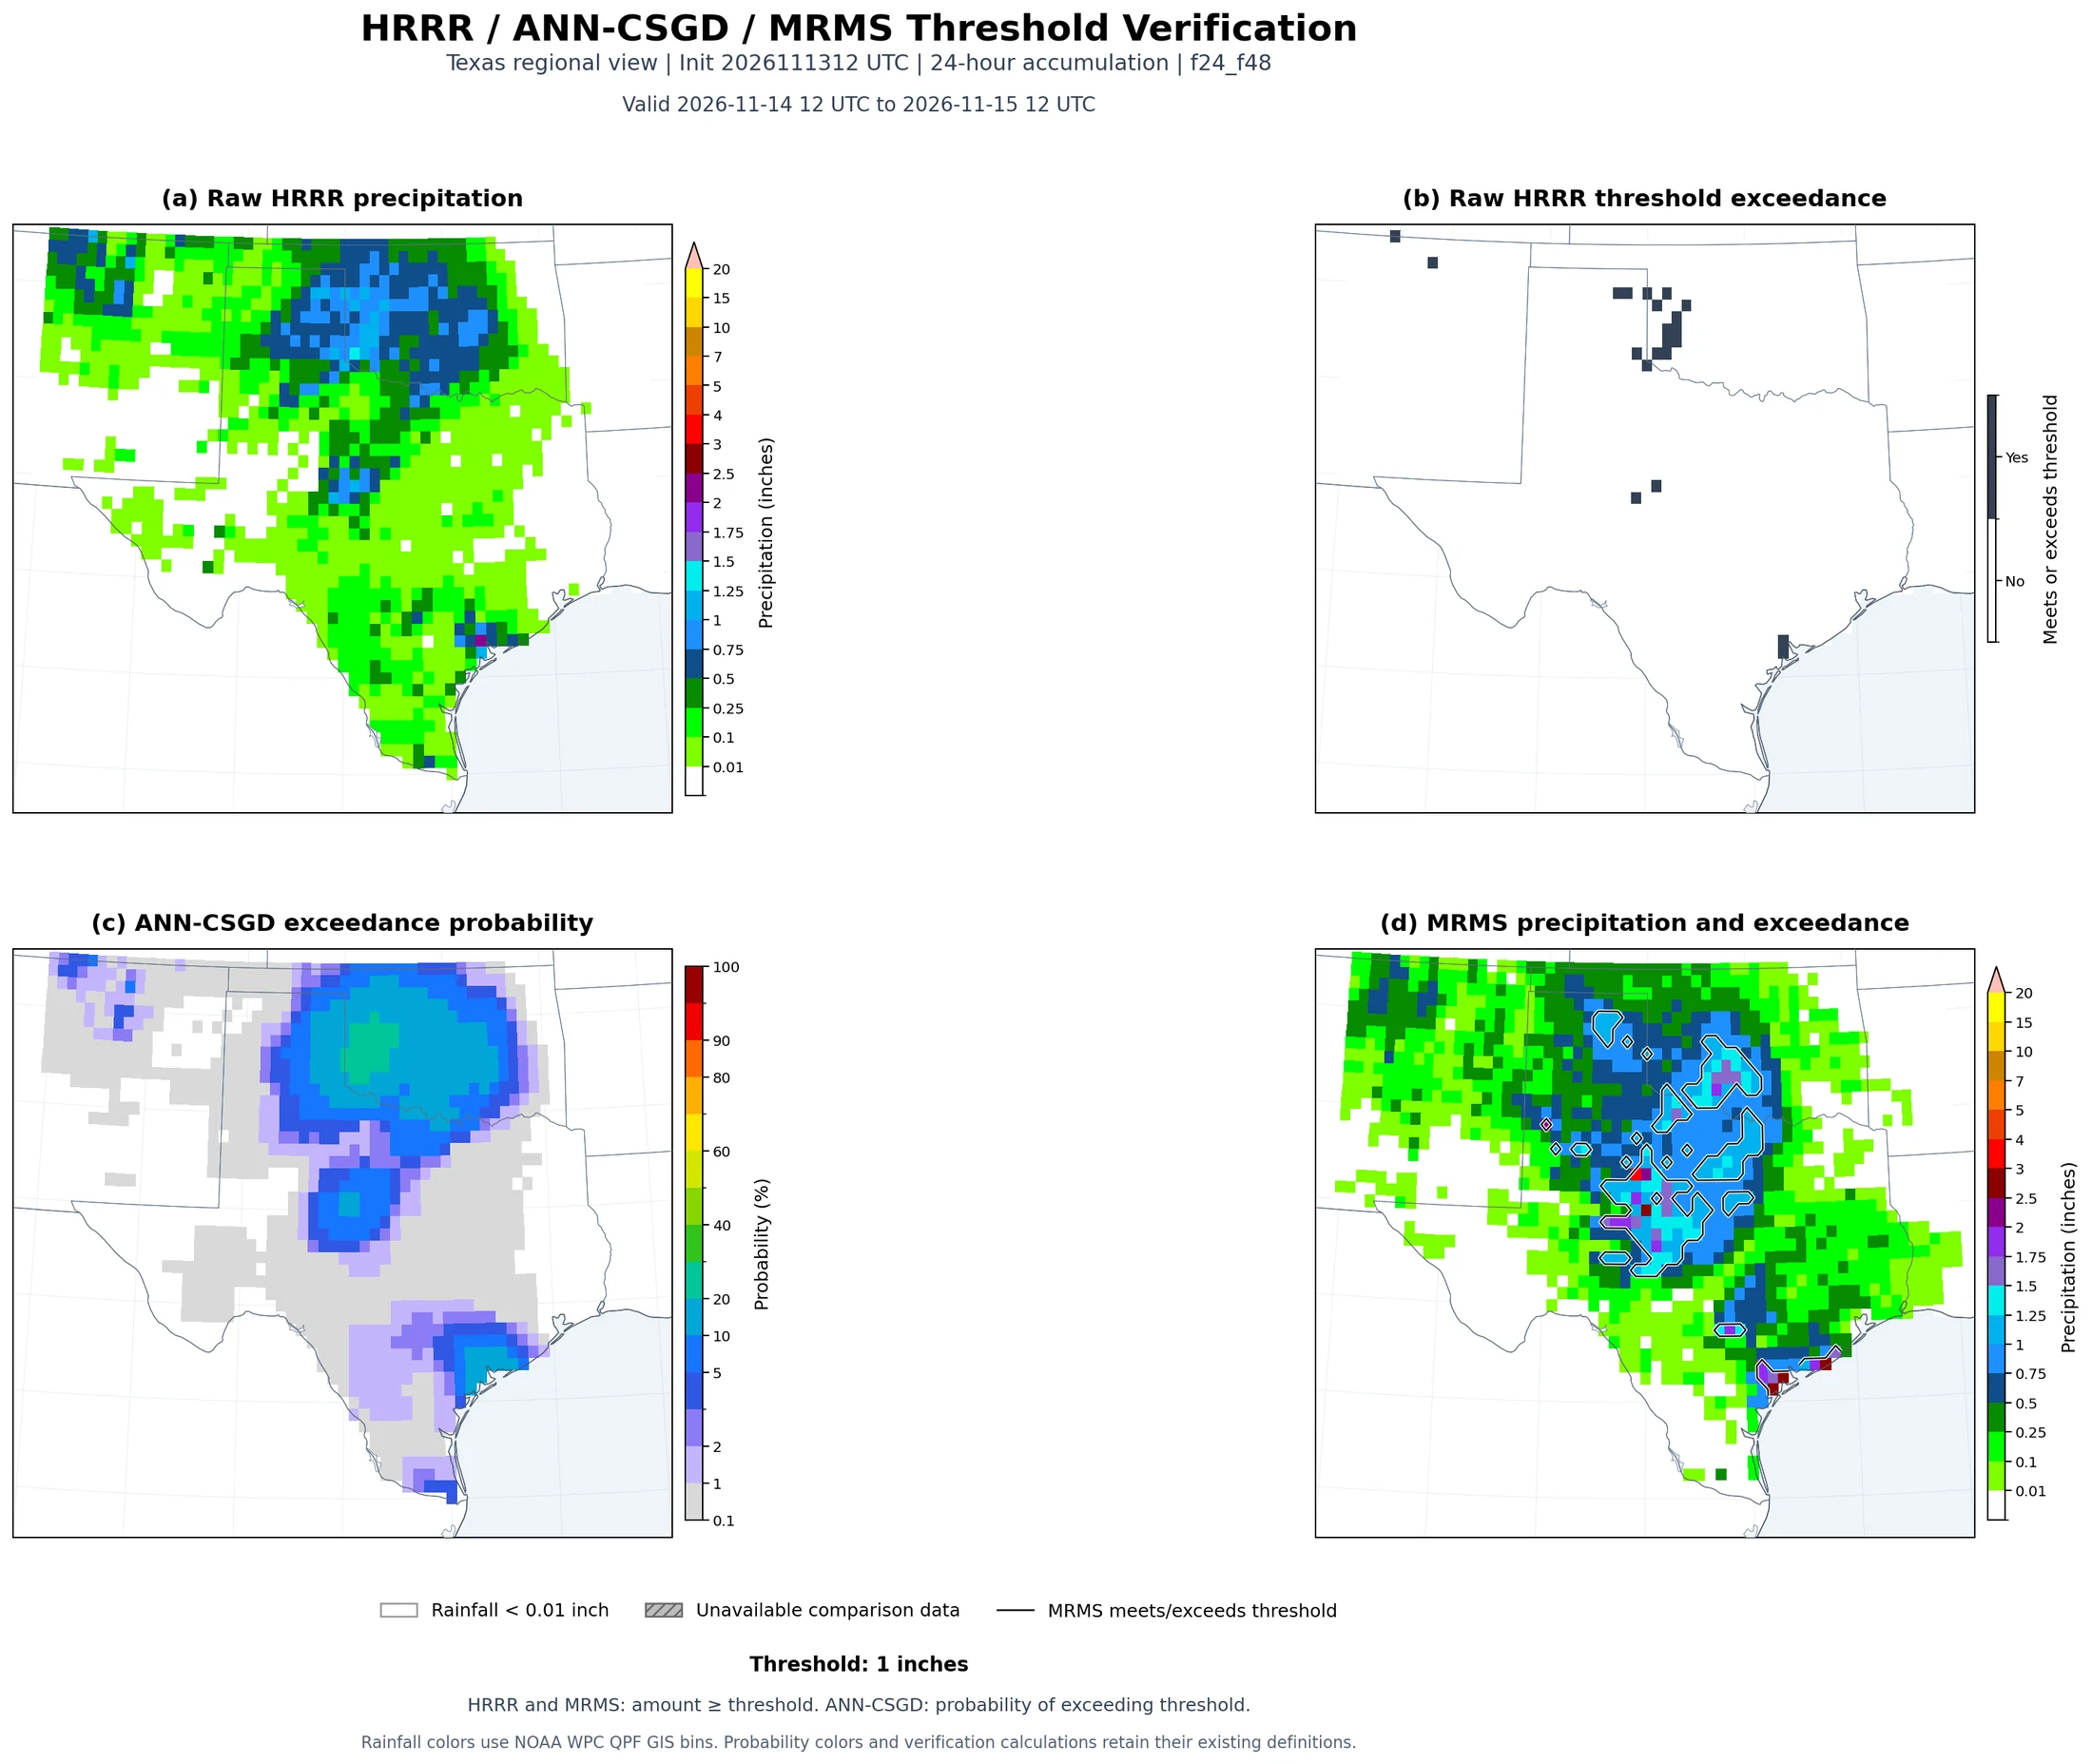 HRRR / ANN-CSGD / MRMS Threshold Verification
Texas regional view | Init 2026111312 UTC | 24-hour accumulation | f24_f48
Valid 2026-11-14 12 UTC to 2026-11-15 12 UTC
(a) Raw HRRR precipitation
20
15
10
7
5
4
3
2.5
2
1.75
1.5
1.25
1
0.75
0.5
0.25
0.1
0.01
Precipitation (inches)
(b) Raw HRRR threshold exceedance
Yes
No
Meets or exceeds threshold
(c) ANN-CSGD exceedance probability
100
90
80
60
40
20
10
5
2
1
0.1
Probability (%)
(d) MRMS precipitation and exceedance
20
15
10
7
5
4
3
2.5
2
1.75
1.5
1.25
1
0.75
0.5
0.25
0.1
0.01
Precipitation (inches)
Rainfall < 0.01 inch
Unavailable comparison data
MRMS meets/exceeds threshold
Threshold: 1 inches
HRRR and MRMS: amount ≥ threshold. ANN-CSGD: probability of exceeding threshold.
Rainfall colors use NOAA WPC QPF GIS bins. Probability colors and verification calculations retain their existing definitions.